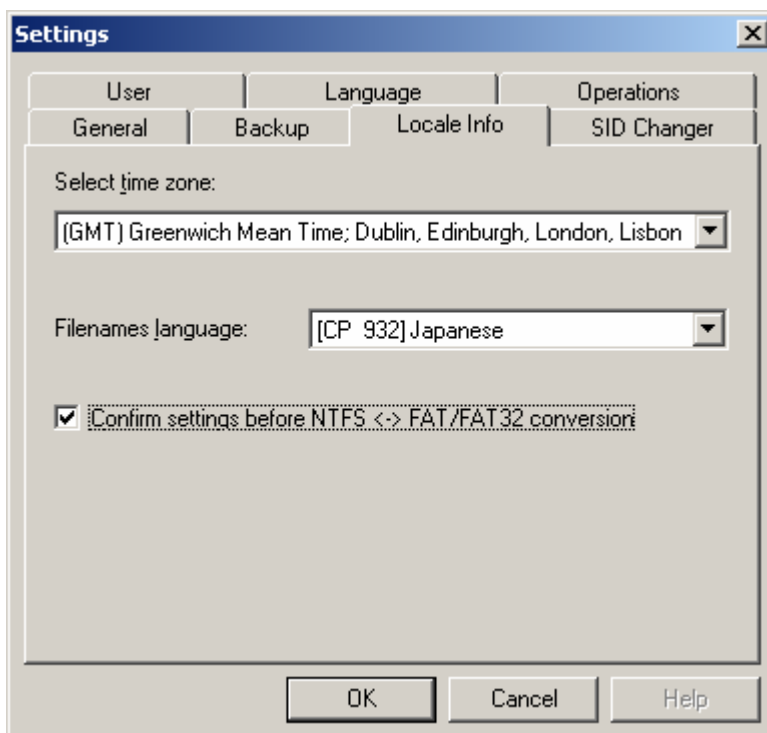 Settings
User Language Operations
General Backup Locale Info SID Changer
Select time zone:
(GMT) Greenwich Mean Time; Dublin, Edinburgh, London, Lisbon
Filenames language: [CP 932] Japanese
Confirm settings before NTFS <-> FAT/FAT32 conversion
OK Cancel Help